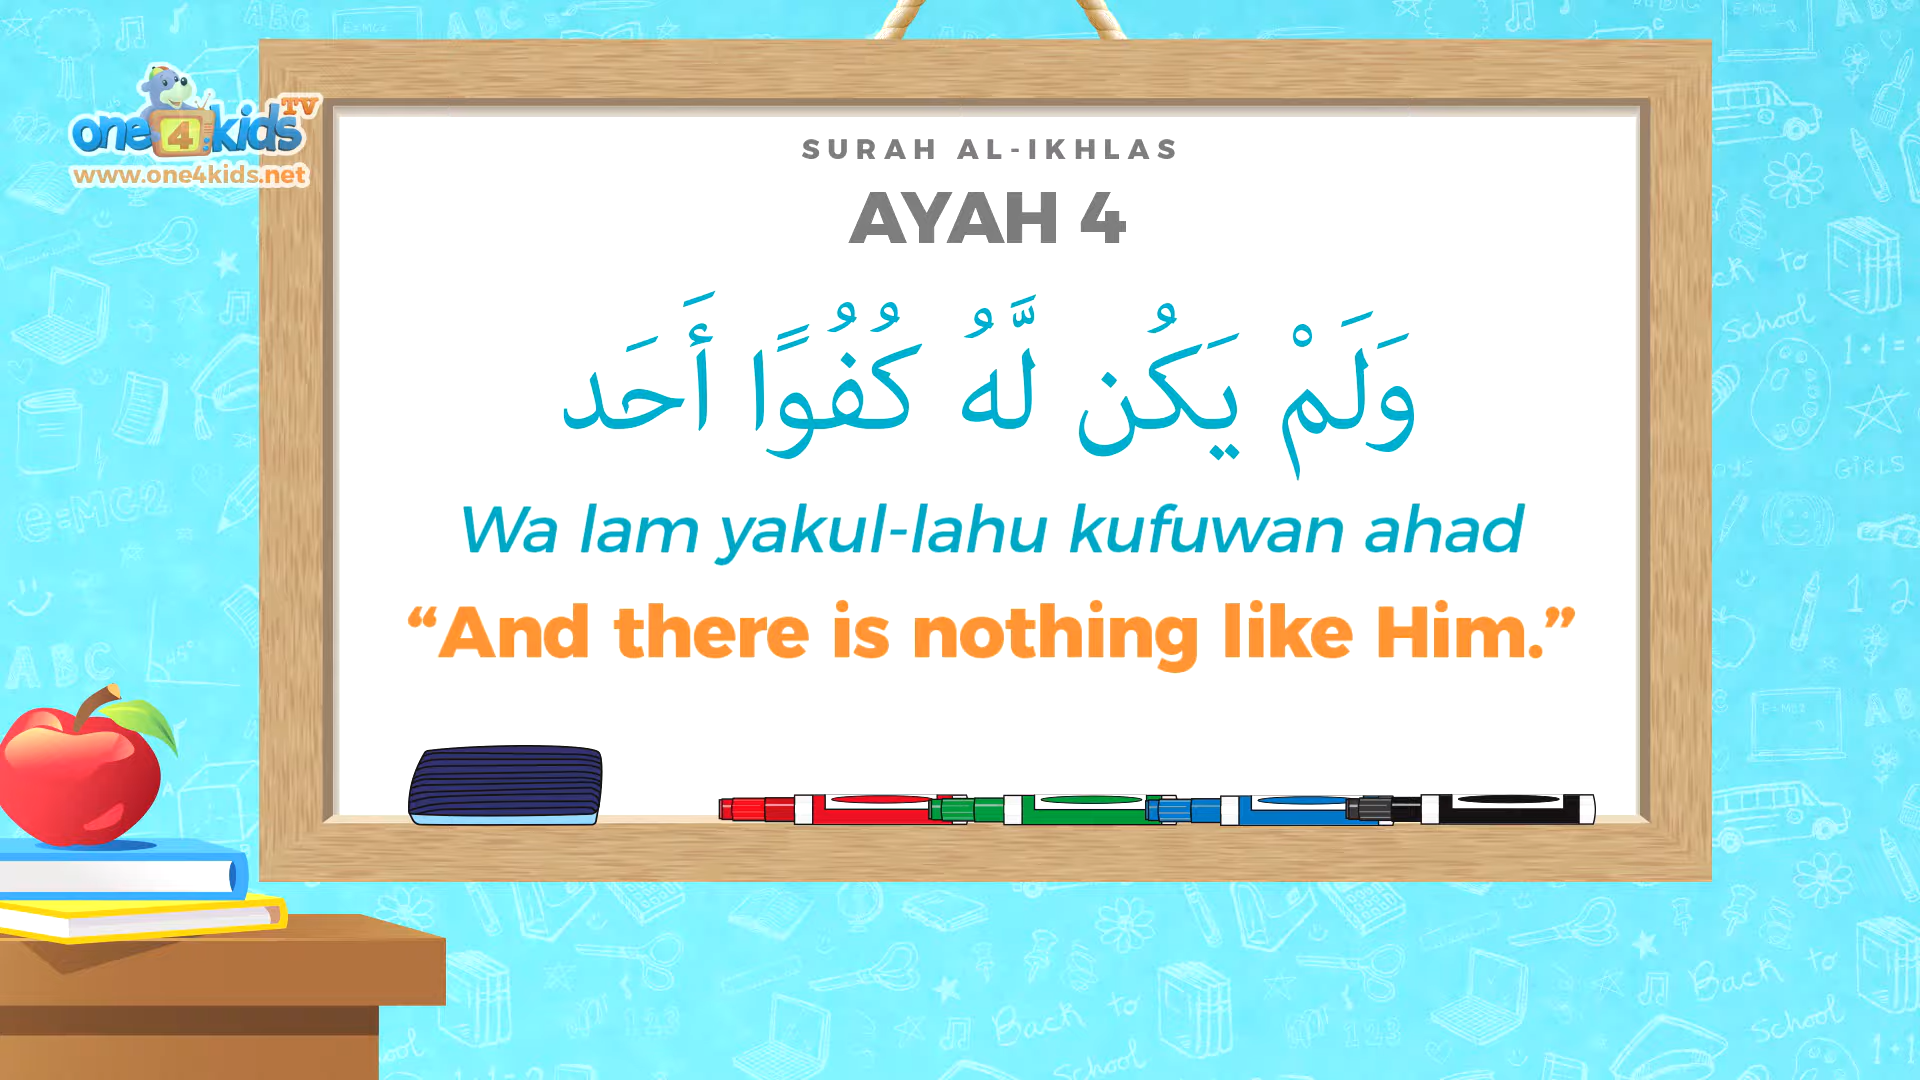 one4kids TV
www.one4kids.net
SURAH AL-IKHLAS
AYAH 4
وَلَمْ يَكُن لَّهُ كُفُوًا أَحَد
Wa lam yakul-lahu kufuwan ahad
“And there is nothing like Him.”